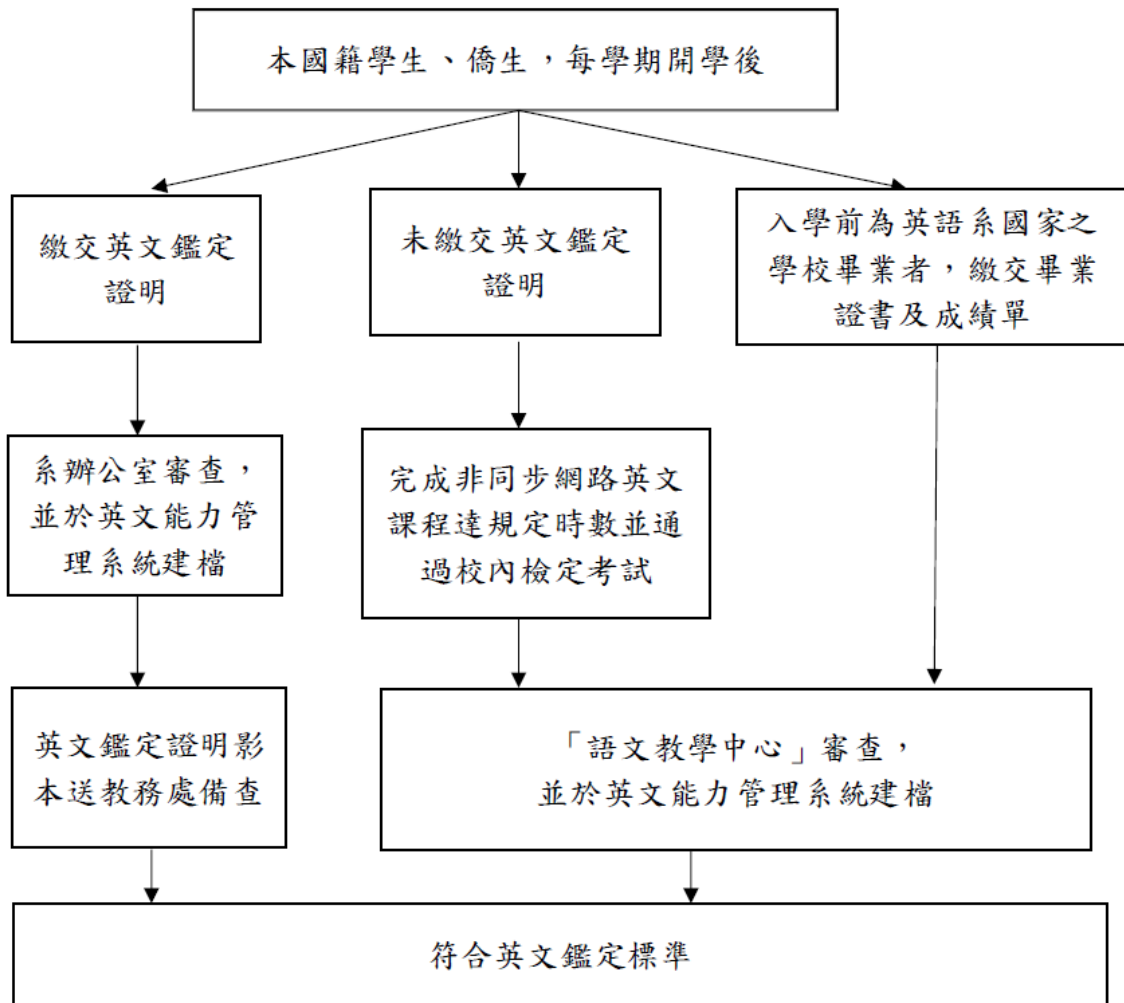 本國籍學生、僑生，每學期開學後
繳交英文鑑定
證明
未繳交英文鑑定
證明
入學前為英語系國家之
學校畢業者，繳交畢業
證書及成績單
系辦公室審查，
並於英文能力管
理系統建檔
完成非同步網路英文
課程達規定時數並通
過校內檢定考試
英文鑑定證明影
本送教務處備查
「語文教學中心」審查，
並於英文能力管理系統建檔
符合英文鑑定標準